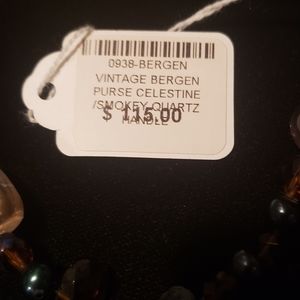 0938-BERGEN
VINTAGE BERGEN
PURSE CELESTINE
/SMOKEY QUARTZ
HANDLE
$ 115.00